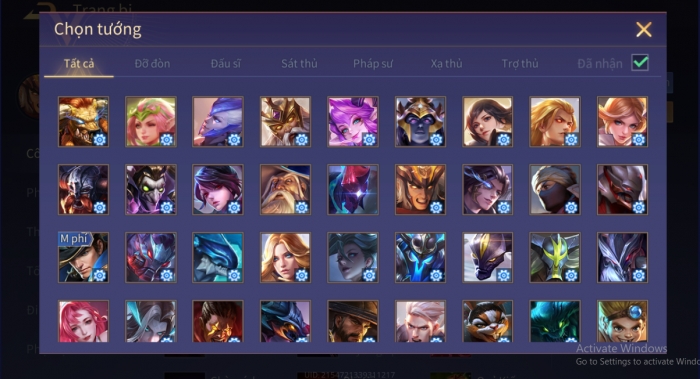 Trang bị
Chọn tướng
Tất cả Đỡ đòn Đấu sĩ Sát thủ Pháp sư Xạ thủ Trợ thủ Đã nhận
M phí
Activate Windows
Go to Settings to activate Windo